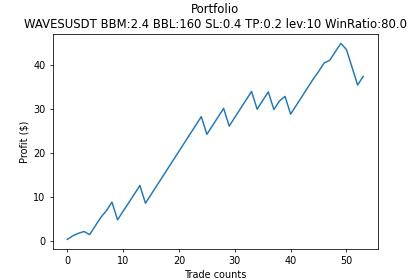 Portfolio
WAVESUSDT BBM:2.4 BBL:160 SL:0.4 TP:0.2 lev:10 WinRatio:80.0
Profit ($)
40
30
20
10
0
0 10 20 30 40 50
Trade counts